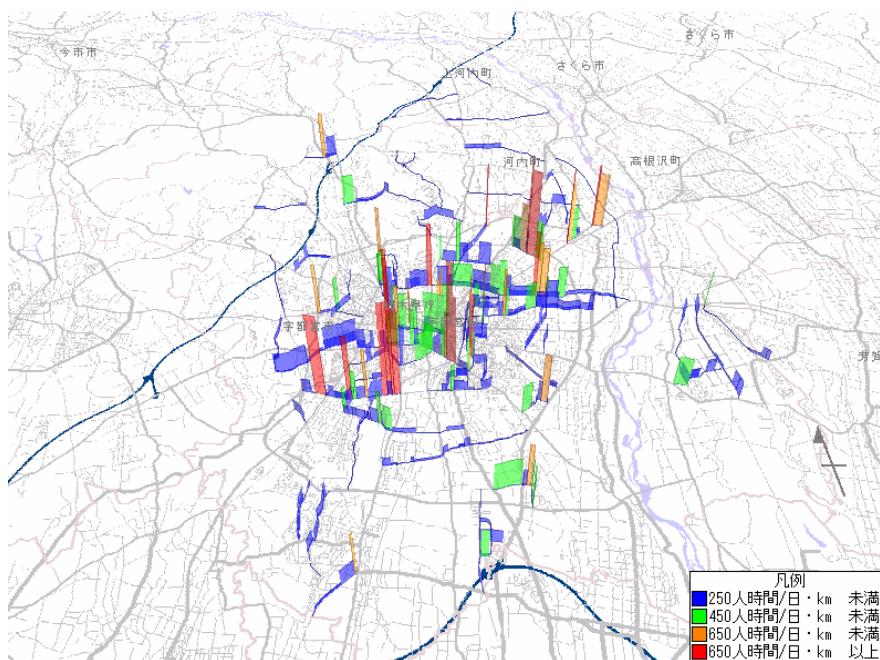 今市市
さくら市
さくら市
上河内町
河内町
高根沢町
宇都宮市
凡例
250人時間/日・km 未満
450人時間/日・km 未満
650人時間/日・km 未満
650人時間/日・km 以上